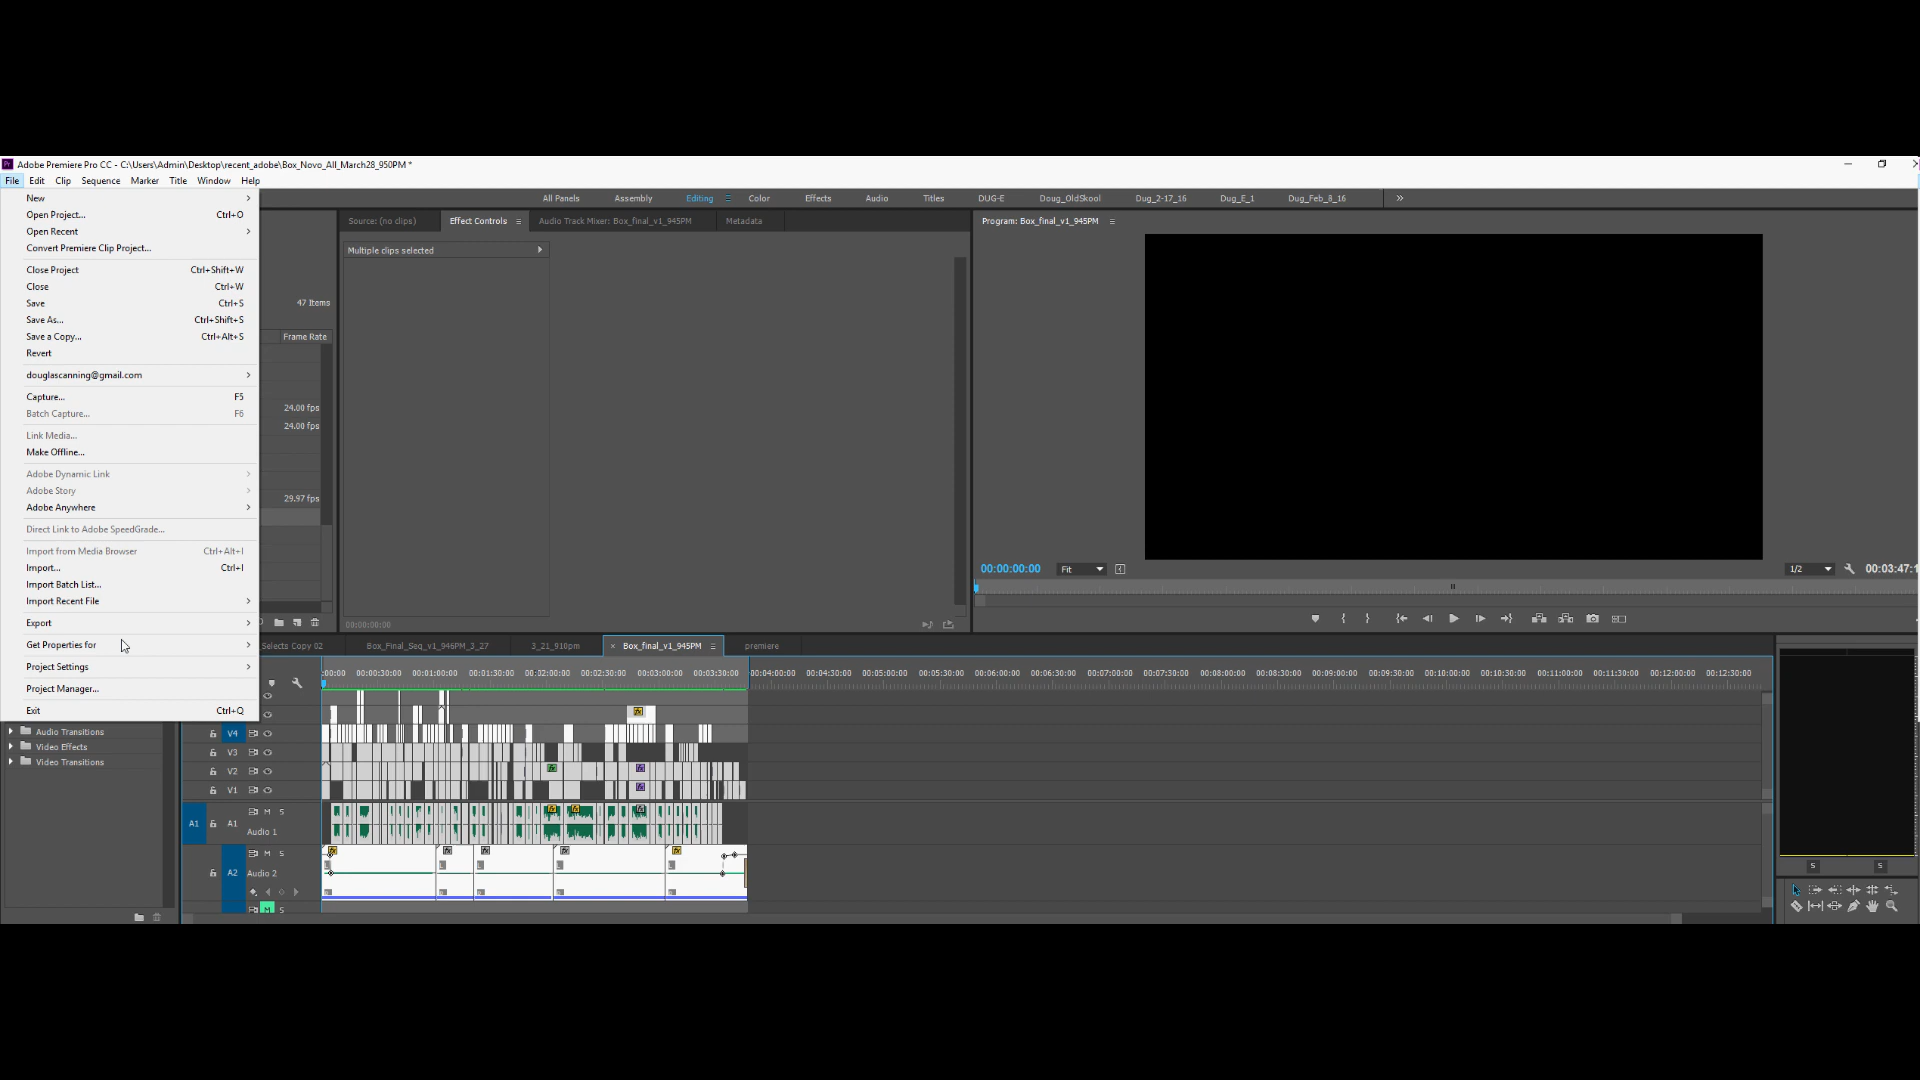 Adobe Premiere Pro CC - C:\Users\Admin\Desktop\recent_adobe\Box_Novo_All_March28_950PM *
File Edit Clip Sequence Marker Title Window Help
New
Open Project... Ctrl+O
Open Recent
Convert Premiere Clip Project...
Close Project Ctrl+Shift+W
Close Ctrl+W
Save Ctrl+S
Save As... Ctrl+Shift+S
Save a Copy... Ctrl+Alt+S
Revert
douglascanning@gmail.com
Capture... F5
Batch Capture... F6
Link Media...
Make Offline...
Adobe Dynamic Link
Adobe Story
Adobe Anywhere
Direct Link to Adobe SpeedGrade...
Import from Media Browser Ctrl+Alt+I
Import... Ctrl+I
Import Batch List...
Import Recent File
Export
Get Properties for
Project Settings
Project Manager...
Exit Ctrl+Q
All Panels Assembly Editing Color Effects Audio Titles DUG-E Doug_OldSkool Dug_2-17_16 Dug_E_1 Dug_Feb_8_16
Source: (no clips) Effect Controls Audio Track Mixer: Box_final_v1_945PM Metadata
Program: Box_final_v1_945PM
Multiple clips selected
47 Items
Frame Rate
24.00 fps
24.00 fps
29.97 fps
00:00:00:00
00:00:00:00 Fit 1/2 00:03:47:1
Selects Copy 02 Box_Final_Seq_v1_946PM_3_27 3_21_910pm × Box_final_v1_945PM premiere
:00:00 00:00:30:00 00:01:00:00 00:01:30:00 00:02:00:00 00:02:30:00 00:03:00:00 00:03:30:00 00:04:00:00 00:04:30:00 00:05:00:00 00:05:30:00 00:06:00:00 00:06:30:00 00:07:00:00 00:07:30:00 00:08:00:00 00:08:30:00 00:09:00:00 00:09:30:00 00:10:00:00 00:10:30:00 00:11:00:00 00:11:30:00 00:12:00:00 00:12:30:00
Audio Transitions
Video Effects
Video Transitions
V4
V3
V2
V1
A1 A1 M S
Audio 1
A2 M S
Audio 2
M S
S S